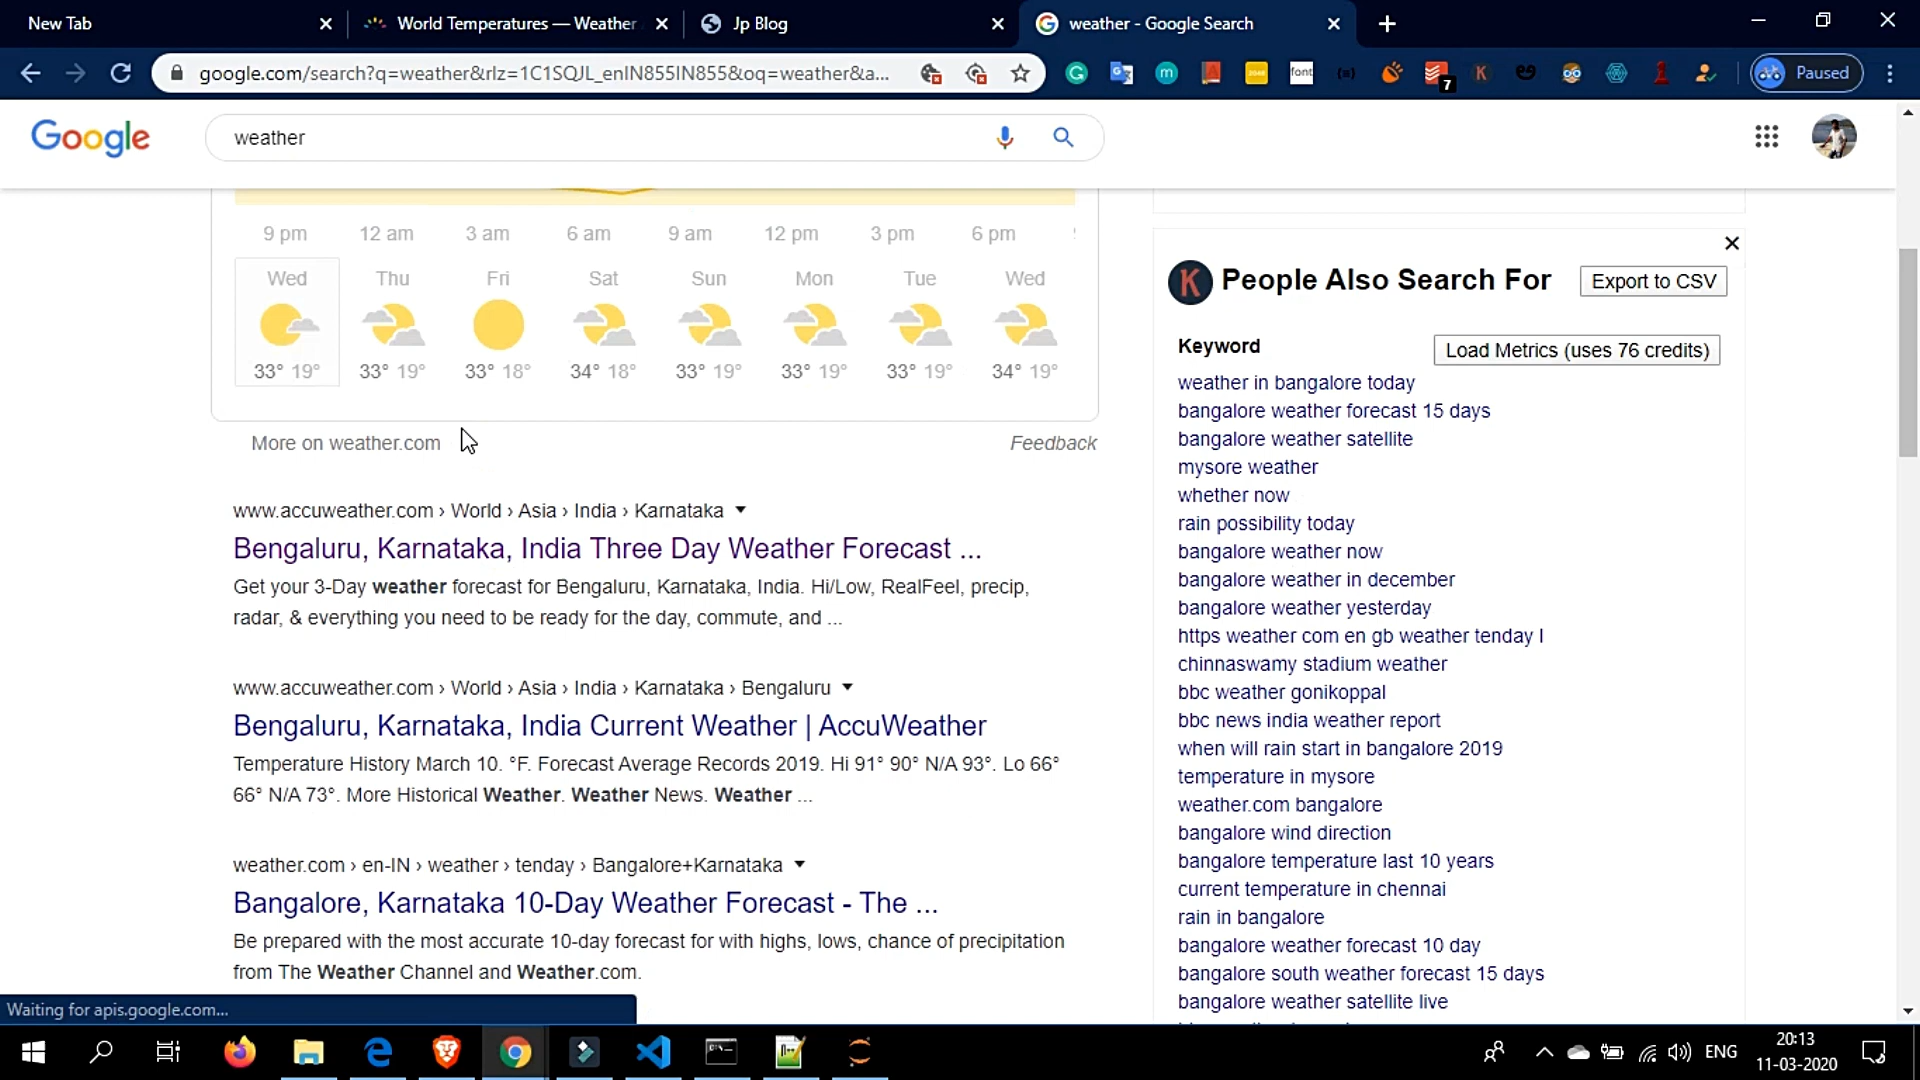 New Tab
World Temperatures — Weather
Jp Blog
weather - Google Search
google.com/search?q=weather&rlz=1C1SQJL_enIN855IN855&oq=weather&a...
font
7
Paused
Google
weather
9 pm 12 am 3 am 6 am 9 am 12 pm 3 pm 6 pm
Wed Thu Fri Sat Sun Mon Tue Wed
33° 19° 33° 19° 33° 18° 34° 18° 33° 19° 33° 19° 33° 19° 34° 19°
More on weather.com
Feedback
www.accuweather.com › World › Asia › India › Karnataka
Bengaluru, Karnataka, India Three Day Weather Forecast ...
Get your 3-Day weather forecast for Bengaluru, Karnataka, India. Hi/Low, RealFeel, precip,
radar, & everything you need to be ready for the day, commute, and ...
www.accuweather.com › World › Asia › India › Karnataka › Bengaluru
Bengaluru, Karnataka, India Current Weather | AccuWeather
Temperature History March 10. °F. Forecast Average Records 2019. Hi 91° 90° N/A 93°. Lo 66°
66° N/A 73°. More Historical Weather. Weather News. Weather ...
weather.com › en-IN › weather › tenday › Bangalore+Karnataka
Bangalore, Karnataka 10-Day Weather Forecast - The ...
Be prepared with the most accurate 10-day forecast for with highs, lows, chance of precipitation
from The Weather Channel and Weather.com.
K People Also Search For
Export to CSV
Keyword
Load Metrics (uses 76 credits)
weather in bangalore today
bangalore weather forecast 15 days
bangalore weather satellite
mysore weather
whether now
rain possibility today
bangalore weather now
bangalore weather in december
bangalore weather yesterday
https weather com en gb weather tenday l
chinnaswamy stadium weather
bbc weather gonikoppal
bbc news india weather report
when will rain start in bangalore 2019
temperature in mysore
weather.com bangalore
bangalore wind direction
bangalore temperature last 10 years
current temperature in chennai
rain in bangalore
bangalore weather forecast 10 day
bangalore south weather forecast 15 days
bangalore weather satellite live
Waiting for apis.google.com...
ENG
20:13
11-03-2020